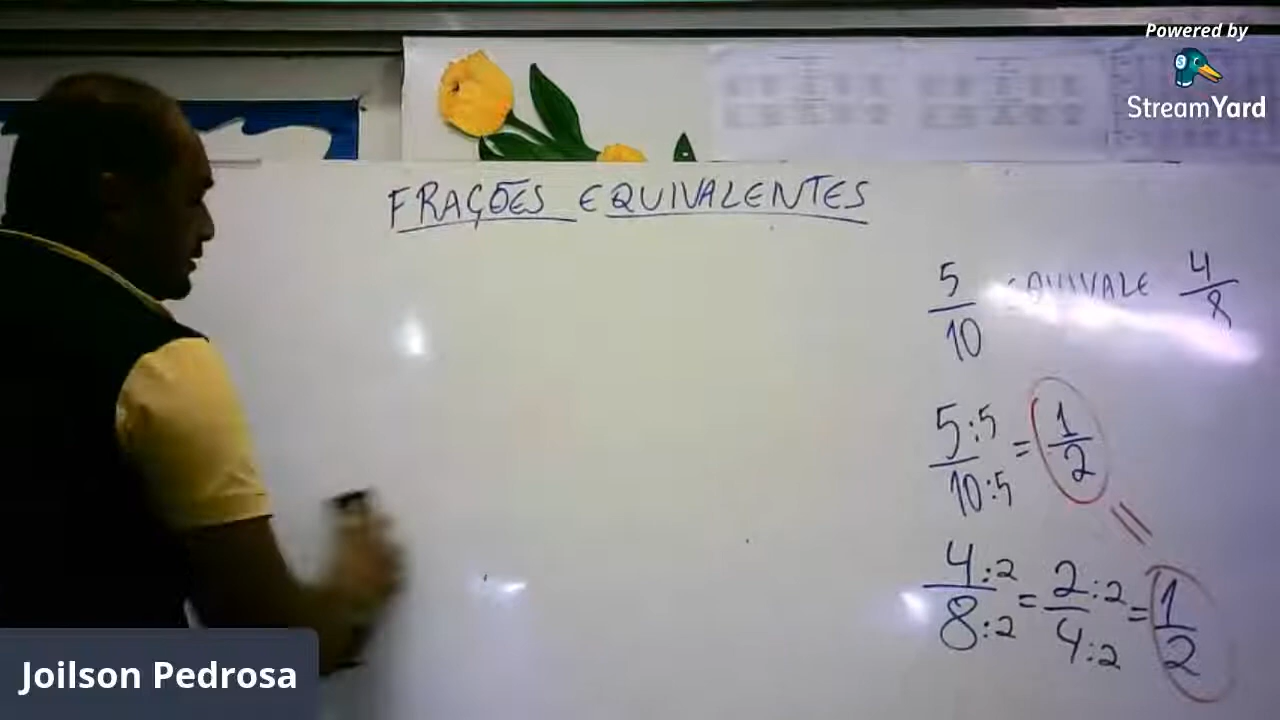 Powered by
StreamYard
FRAÇÕES EQUIVALENTES
5/10 EQUIVALE 4/8
5:5/10:5 = 1/2
=
4:2/8:2 = 2:2/4:2 = 1/2
Joilson Pedrosa